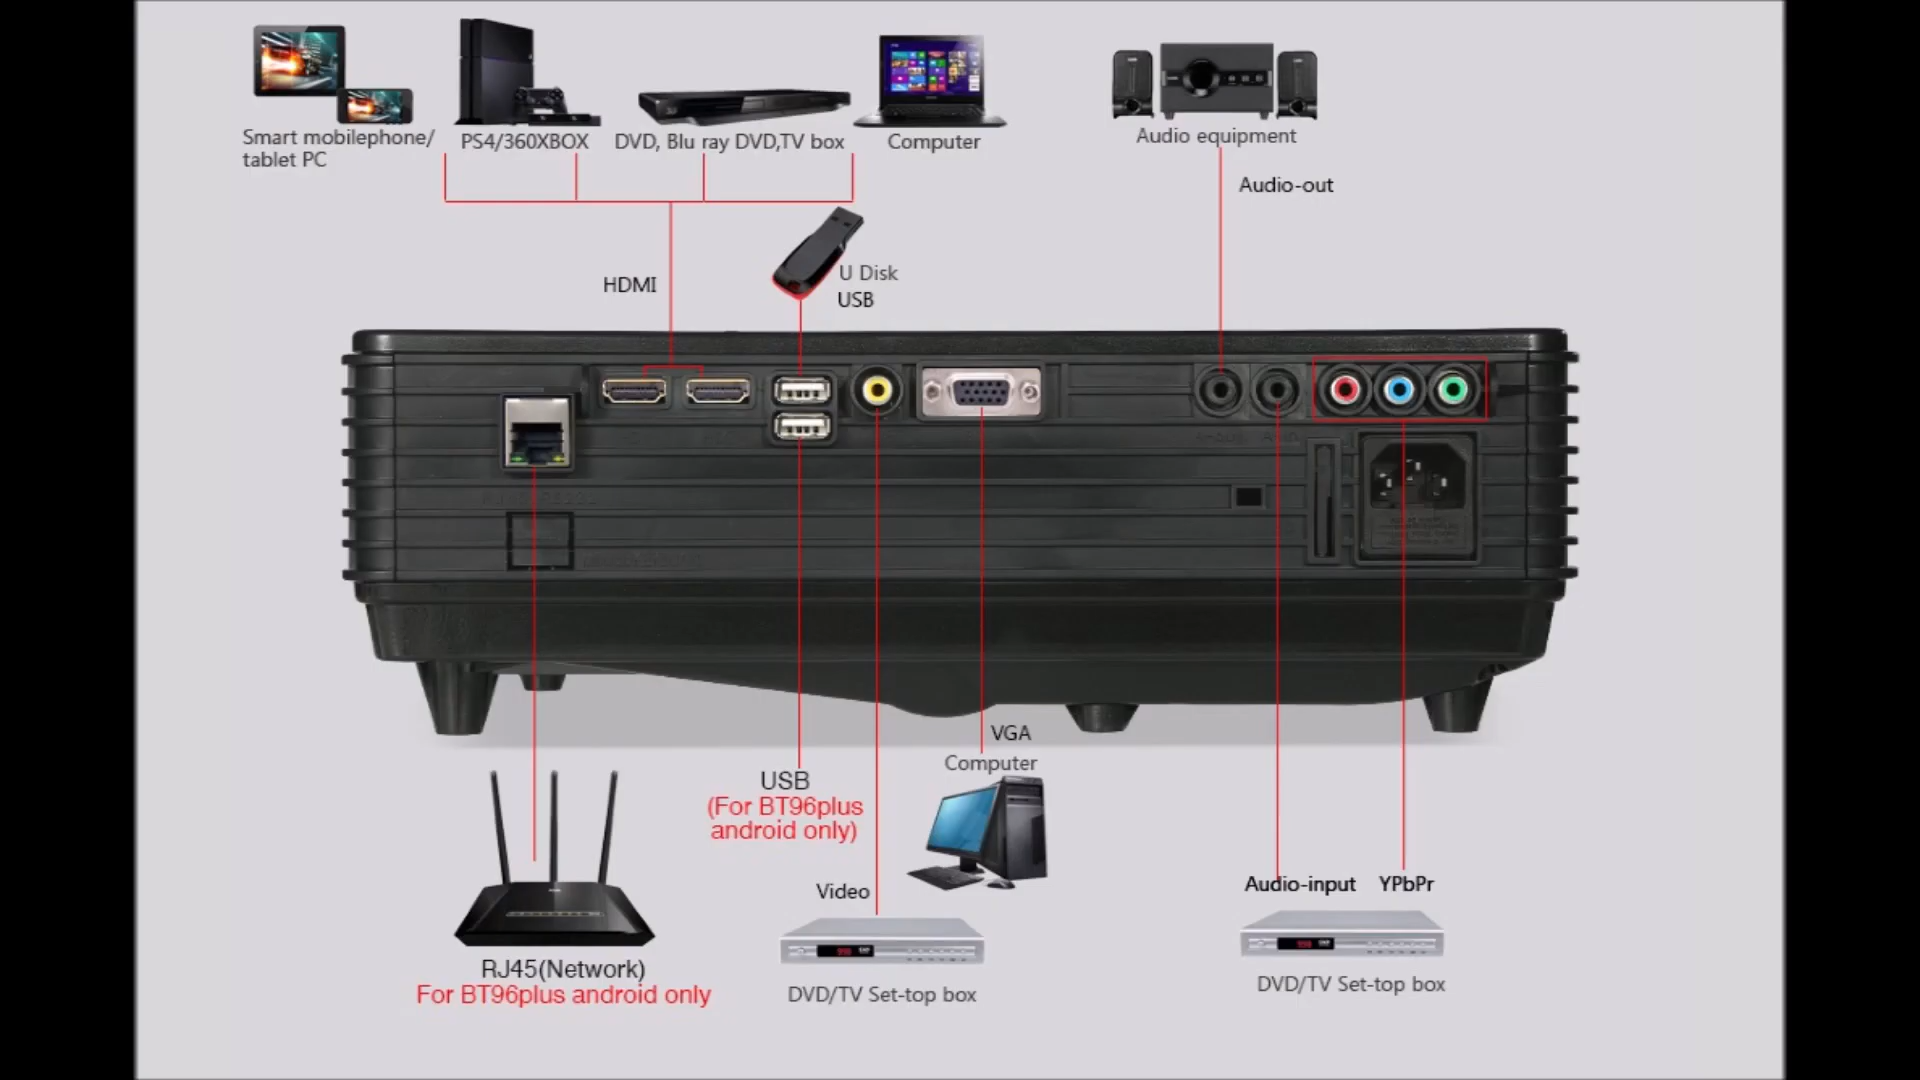 Smart mobilephone/
tablet PC
PS4/360XBOX
DVD, Blu ray DVD,TV box
Computer
Audio equipment
Audio-out
HDMI
U Disk
USB
VGA
Computer
USB
(For BT96plus
android only)
Video
Audio-input
YPbPr
RJ45(Network)
For BT96plus android only
DVD/TV Set-top box
DVD/TV Set-top box